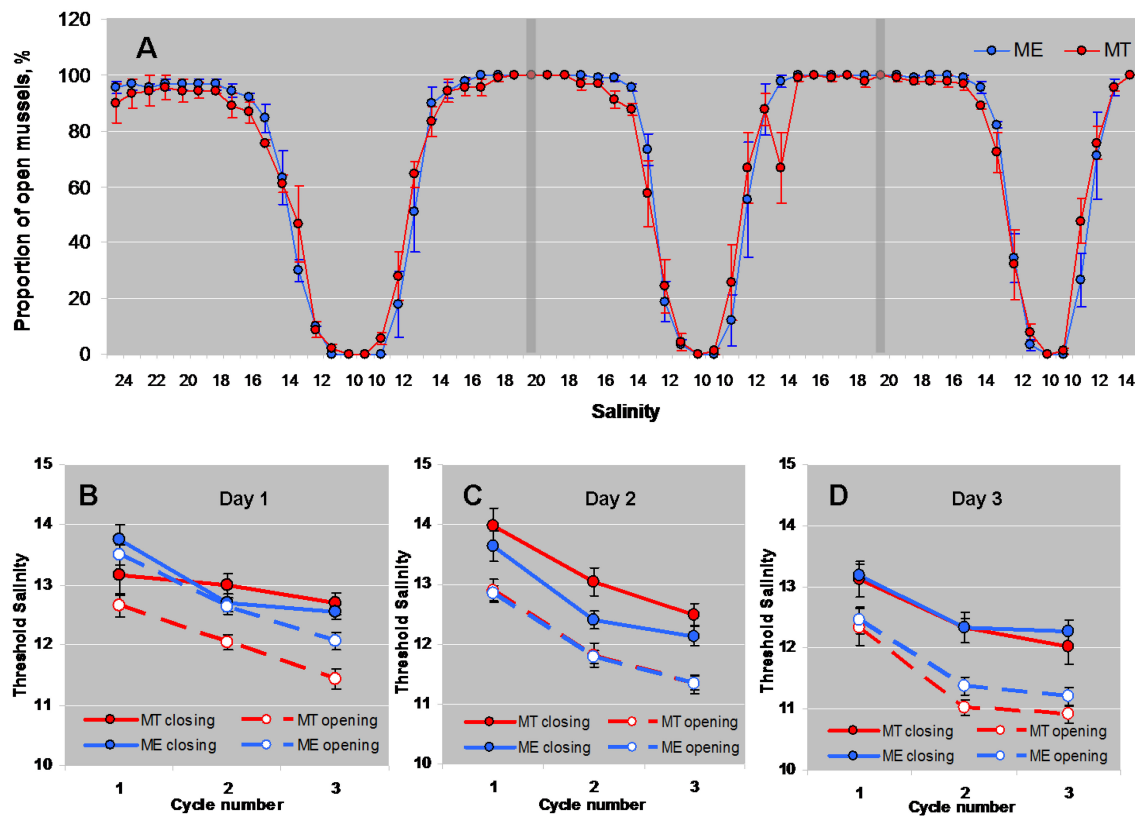 A
ME MT
Proportion of open mussels, %
120
100
80
60
40
20
0
24 22 20 18 16 14 12 10 10 12 14 16 18 20 18 16 14 12 10 10 12 14 16 18 20 18 16 14 12 10 10 12 14
Salinity
B
Day 1
Threshold Salinity
15
14
13
12
11
10
MT closing MT opening
ME closing ME opening
1 2 3
Cycle number
C
Day 2
Threshold Salinity
15
14
13
12
11
10
MT closing MT opening
ME closing ME opening
1 2 3
Cycle number
D
Day 3
Threshold Salinity
15
14
13
12
11
10
MT closing MT opening
ME closing ME opening
1 2 3
Cycle number